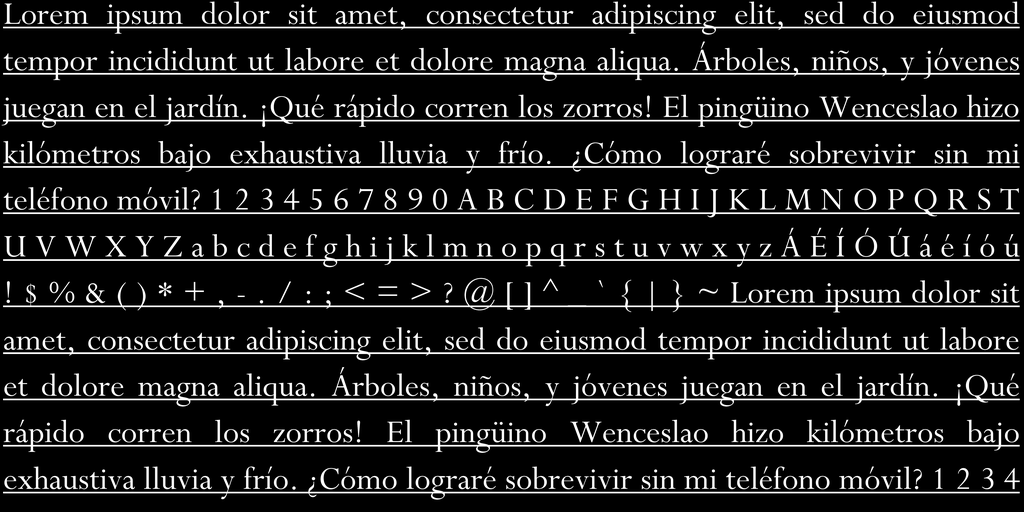 Lorem ipsum dolor sit amet, consectetur adipiscing elit, sed do eiusmod
tempor incididunt ut labore et dolore magna aliqua. Árboles, niños, y jóvenes
juegan en el jardín. ¡Qué rápido corren los zorros! El pingüino Wenceslao hizo
kilómetros bajo exhaustiva lluvia y frío. ¿Cómo lograré sobrevivir sin mi
teléfono móvil? 1 2 3 4 5 6 7 8 9 0 A B C D E F G H I J K L M N O P Q R S T
U V W X Y Z a b c d e f g h i j k l m n o p q r s t u v w x y z Á É Í Ó Ú á é í ó ú
! $ % & ( ) * + , - . / : ; < = > ? @ [ ] ^ _ ` { | } ~ Lorem ipsum dolor sit
amet, consectetur adipiscing elit, sed do eiusmod tempor incididunt ut labore
et dolore magna aliqua. Árboles, niños, y jóvenes juegan en el jardín. ¡Qué
rápido corren los zorros! El pingüino Wenceslao hizo kilómetros bajo
exhaustiva lluvia y frío. ¿Cómo lograré sobrevivir sin mi teléfono móvil? 1 2 3 4